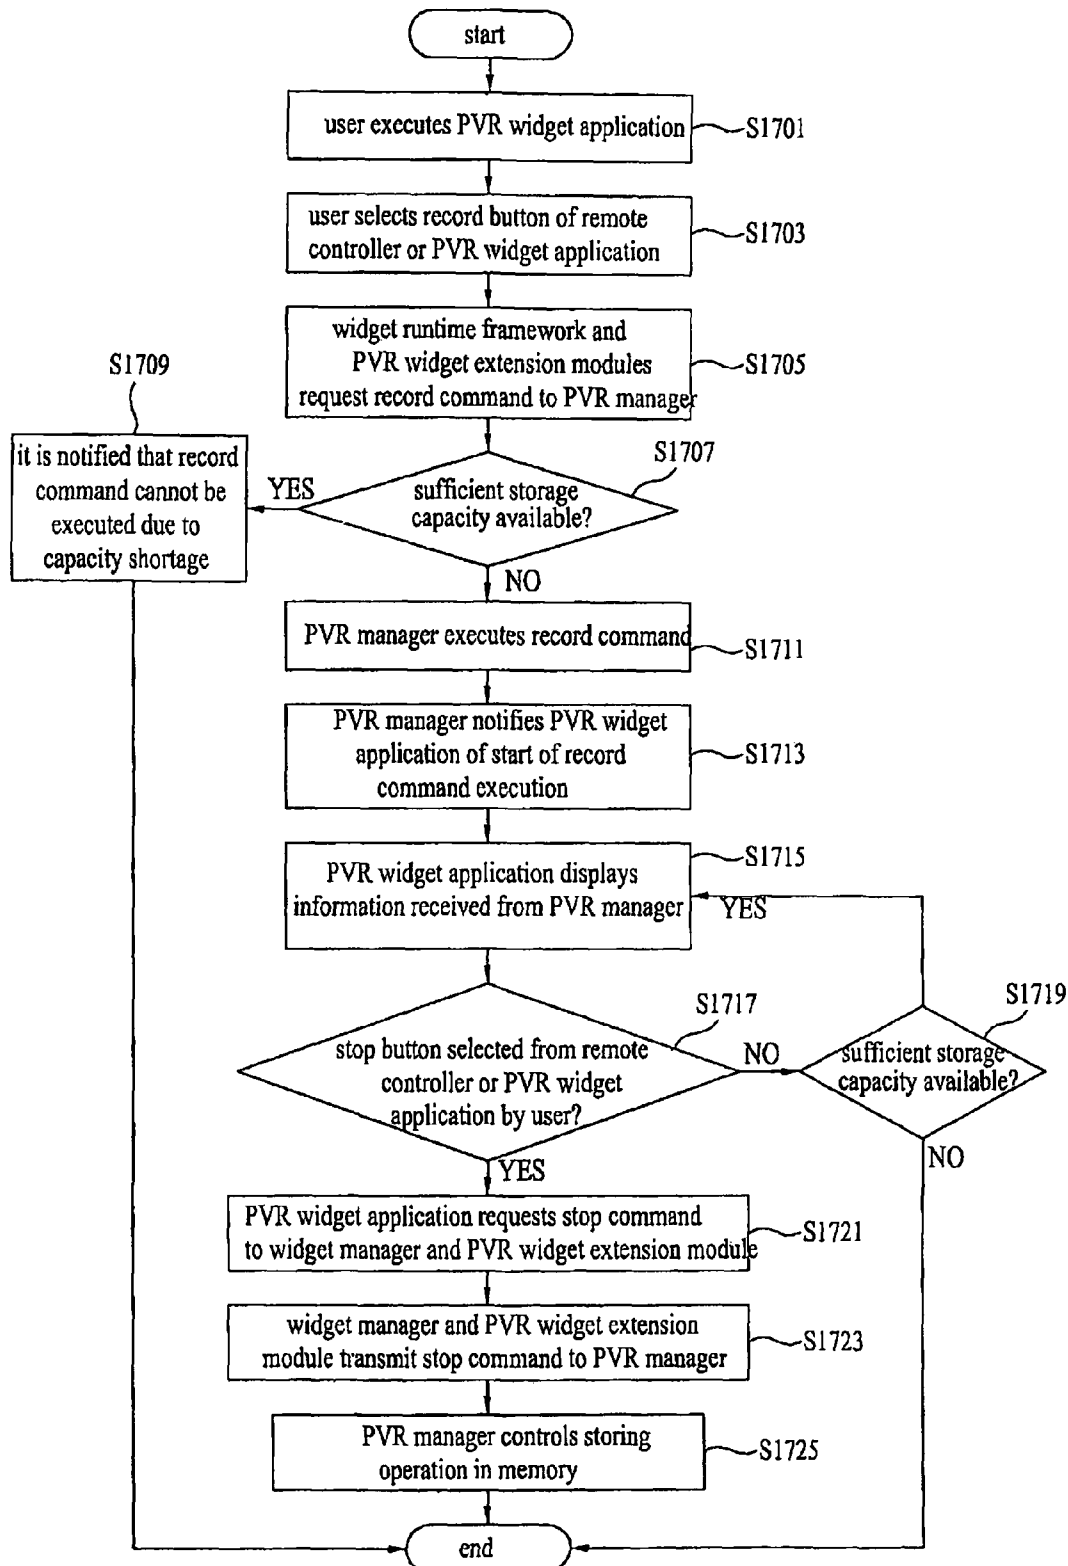 start
user executes PVR widget application
S1701
user selects record button of remote
controller or PVR widget application
S1703
widget runtime framework and
PVR widget extension modules
request record command to PVR manager
S1705
S1709
it is notified that record
command cannot be
executed due to
capacity shortage
YES
S1707
sufficient storage
capacity available?
NO
PVR manager executes record command
S1711
PVR manager notifies PVR widget
application of start of record
command execution
S1713
PVR widget application displays
information received from PVR manager
S1715
YES
S1717
stop button selected from remote
controller or PVR widget
application by user?
NO
S1719
sufficient storage
capacity available?
NO
YES
PVR widget application requests stop command
to widget manager and PVR widget extension module
S1721
widget manager and PVR widget extension
module transmit stop command to PVR manager
S1723
PVR manager controls storing
operation in memory
S1725
end